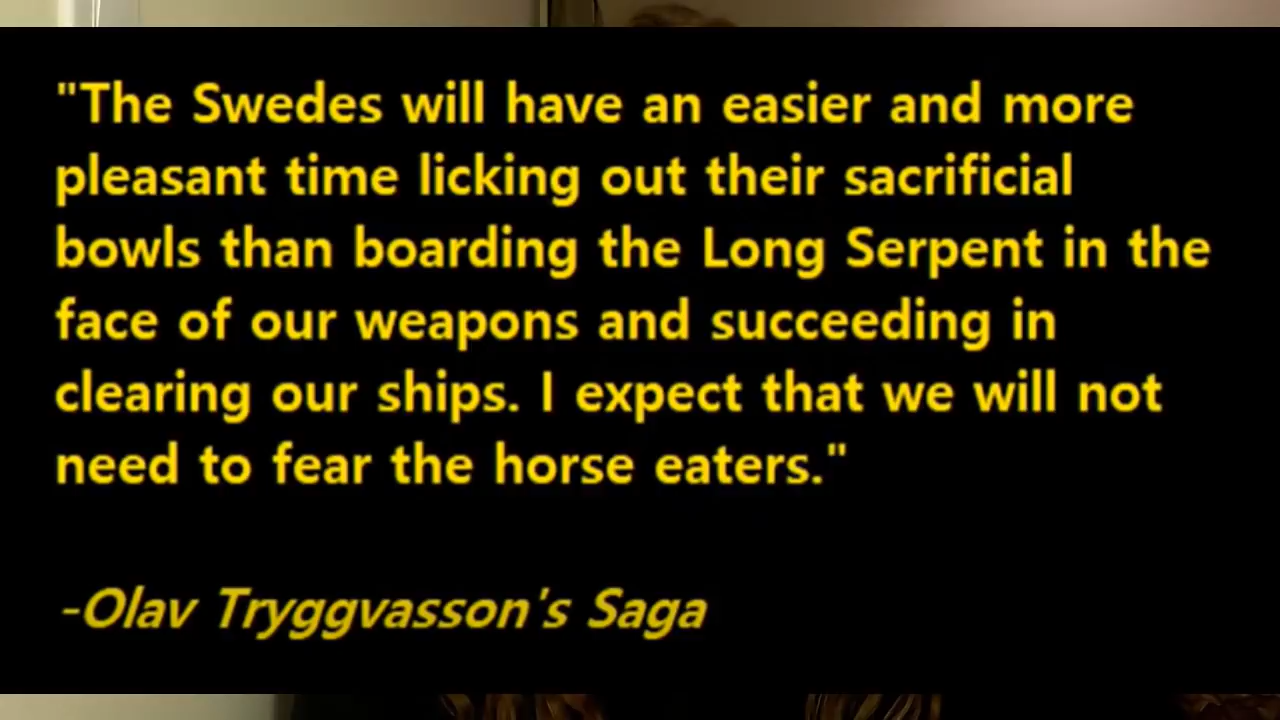 "The Swedes will have an easier and more
pleasant time licking out their sacrificial
bowls than boarding the Long Serpent in the
face of our weapons and succeeding in
clearing our ships. I expect that we will not
need to fear the horse eaters."
-Olav Tryggvasson's Saga